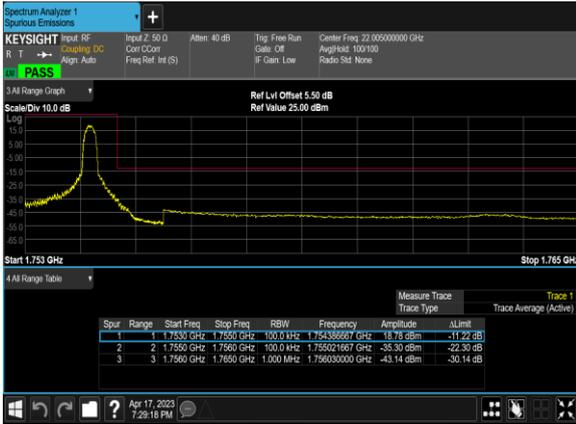 Spectrum Analyzer 1
Spurious Emissions
KEYSIGHT Input: RF Input Z: 50 Ω Atten: 40 dB Trig: Free Run Center Freq: 22.005000000 GHz
R T Coupling: DC Corr CCorr Gate: Off Avg|Hold: 100/100
Align: Auto Freq Ref: Int (S) IF Gain: Low Radio Std: None
PASS
3 All Range Graph Ref Lvl Offset 5.50 dB
Scale/Div 10.0 dB Ref Value 25.00 dBm
Log
15.0
5.00
-5.00
-15.0
-25.0
-35.0
-45.0
-55.0
-65.0
Start 1.753 GHz Stop 1.765 GHz
4 All Range Table
Measure Trace Trace 1
Trace Type Trace Average (Active)
Spur Range Start Freq Stop Freq RBW Frequency Amplitude ΔLimit
1 1 1.7530 GHz 1.7550 GHz 100.0 kHz 1.754386667 GHz 18.78 dBm -11.22 dB
2 2 1.7550 GHz 1.7560 GHz 100.0 kHz 1.755021667 GHz -35.30 dBm -22.30 dB
3 3 1.7560 GHz 1.7650 GHz 1.000 MHz 1.756030000 GHz -43.14 dBm -30.14 dB
Apr 17, 2023
7:29:18 PM